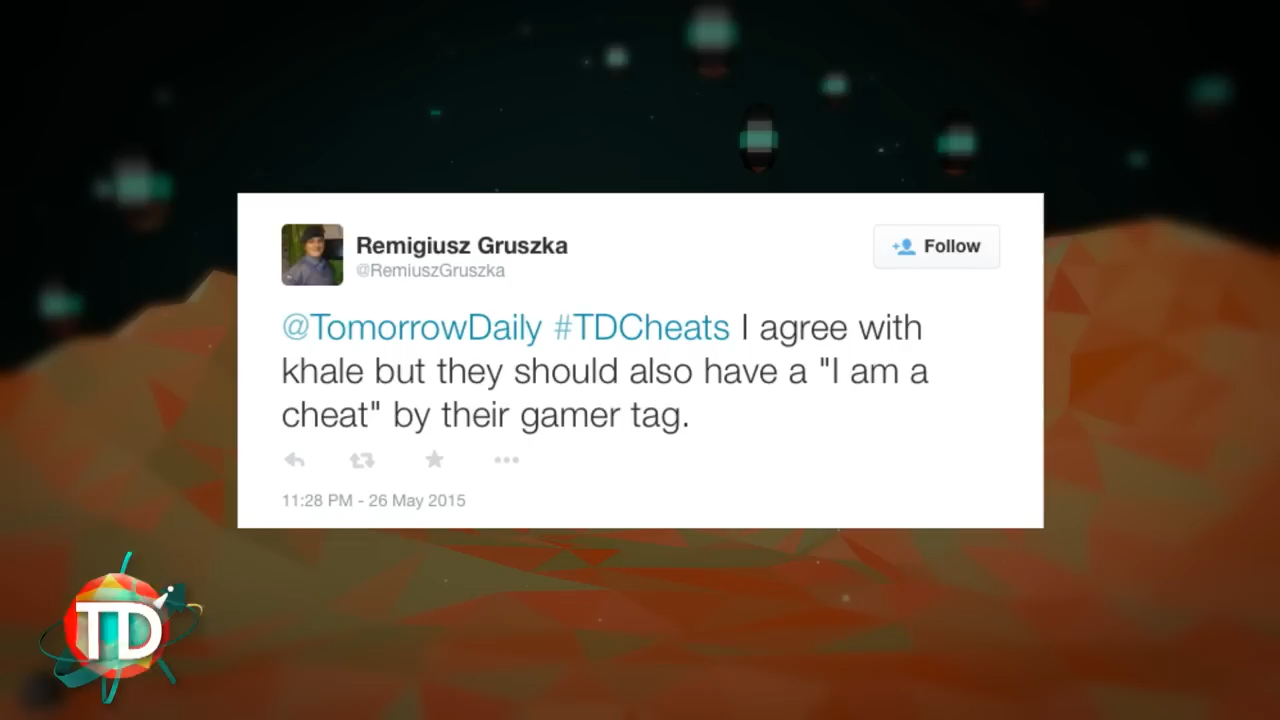 Remigiusz Gruszka
@RemiuszGruszka
Follow
@TomorrowDaily #TDCheats I agree with
khale but they should also have a "I am a
cheat" by their gamer tag.
11:28 PM - 26 May 2015
TD